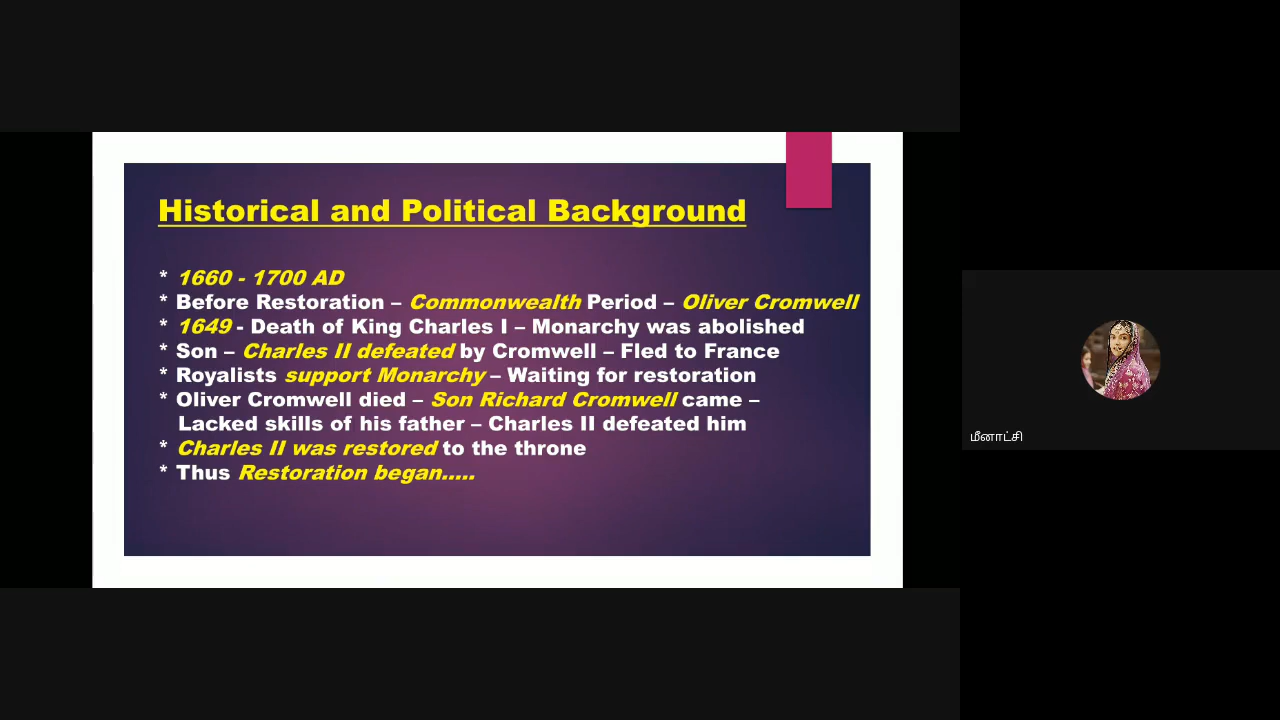 Historical and Political Background
* 1660 - 1700 AD
* Before Restoration – Commonwealth Period – Oliver Cromwell
* 1649 - Death of King Charles I – Monarchy was abolished
* Son – Charles II defeated by Cromwell – Fled to France
* Royalists support Monarchy – Waiting for restoration
* Oliver Cromwell died – Son Richard Cromwell came –
Lacked skills of his father – Charles II defeated him
* Charles II was restored to the throne
* Thus Restoration began.....
மீனாட்சி